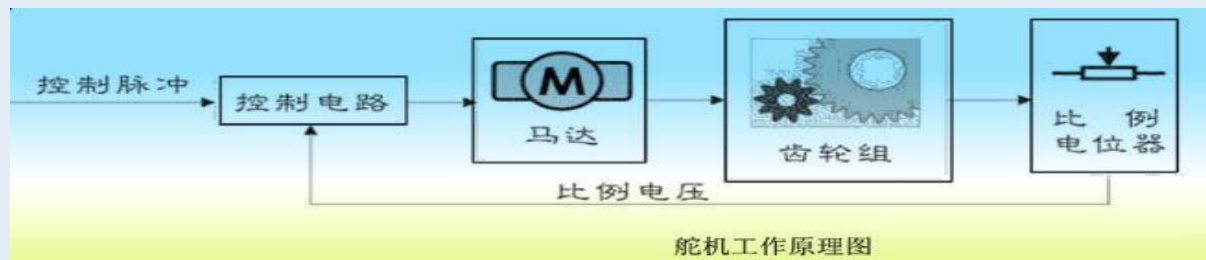 控制脉冲
控制电路
M
马达
齿轮组
比例
电位器
比例电压
舵机工作原理图